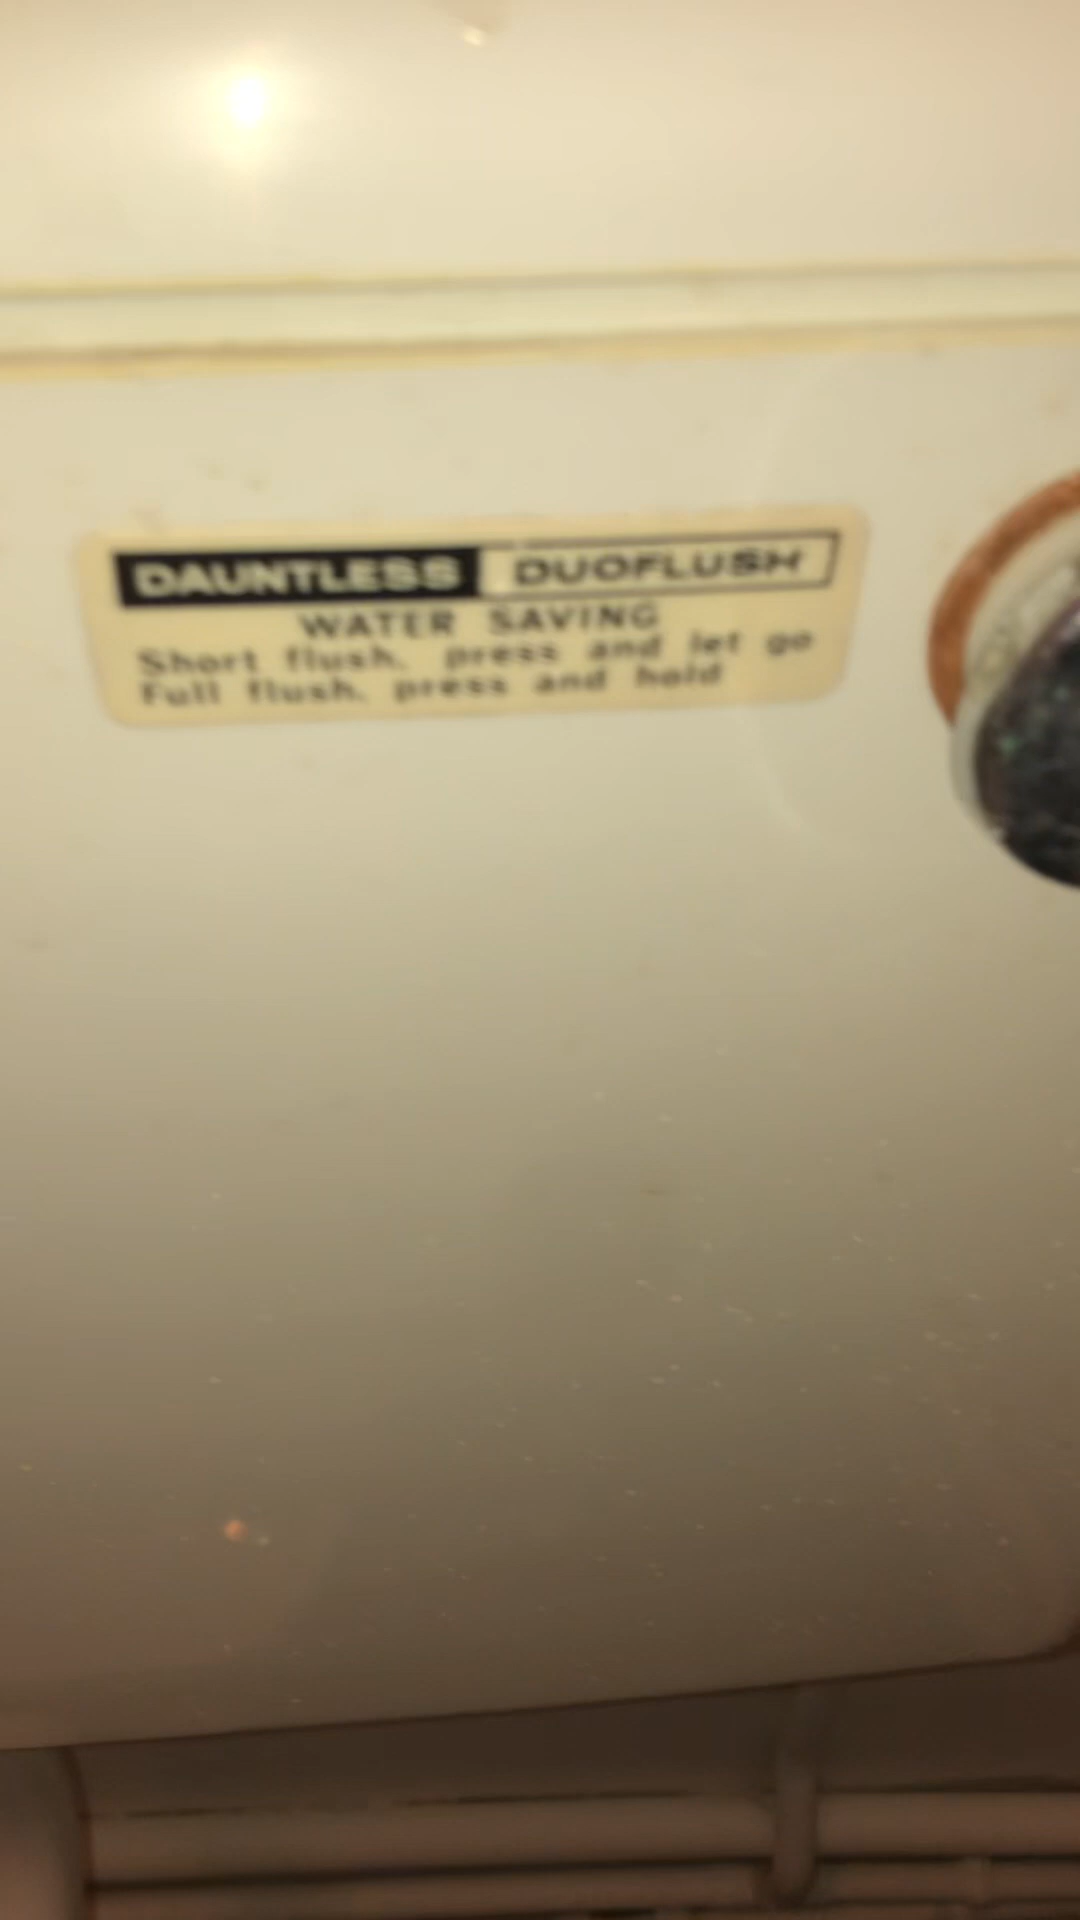 DAUNTLESS DUOFLUSH
WATER SAVING
Short flush, press and let go
Full flush, press and hold